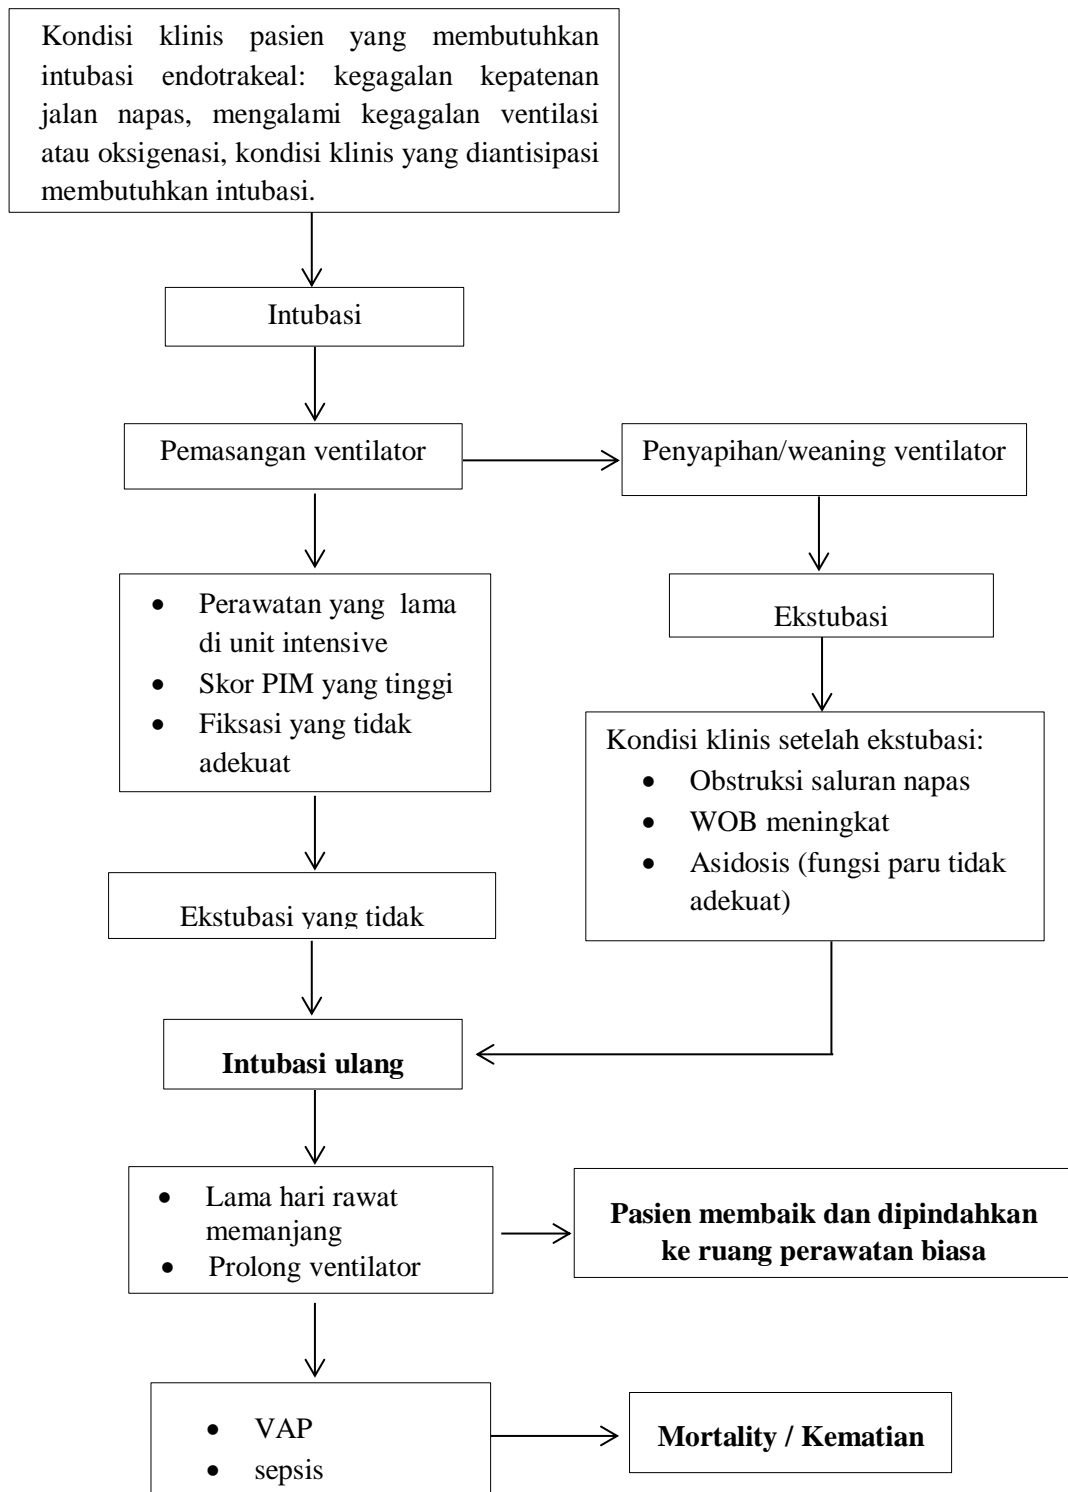 Kondisi klinis pasien yang membutuhkan
intubasi endotrakeal: kegagalan kepatenan
jalan napas, mengalami kegagalan ventilasi
atau oksigenasi, kondisi klinis yang diantisipasi
membutuhkan intubasi.
Intubasi
Pemasangan ventilator
Penyapihan/weaning ventilator
• Perawatan yang lama
di unit intensive
• Skor PIM yang tinggi
• Fiksasi yang tidak
adekuat
Ekstubasi
Kondisi klinis setelah ekstubasi:
• Obstruksi saluran napas
• WOB meningkat
• Asidosis (fungsi paru tidak
adekuat)
Ekstubasi yang tidak
Intubasi ulang
• Lama hari rawat
memanjang
• Prolong ventilator
Pasien membaik dan dipindahkan
ke ruang perawatan biasa
• VAP
• sepsis
Mortality / Kematian